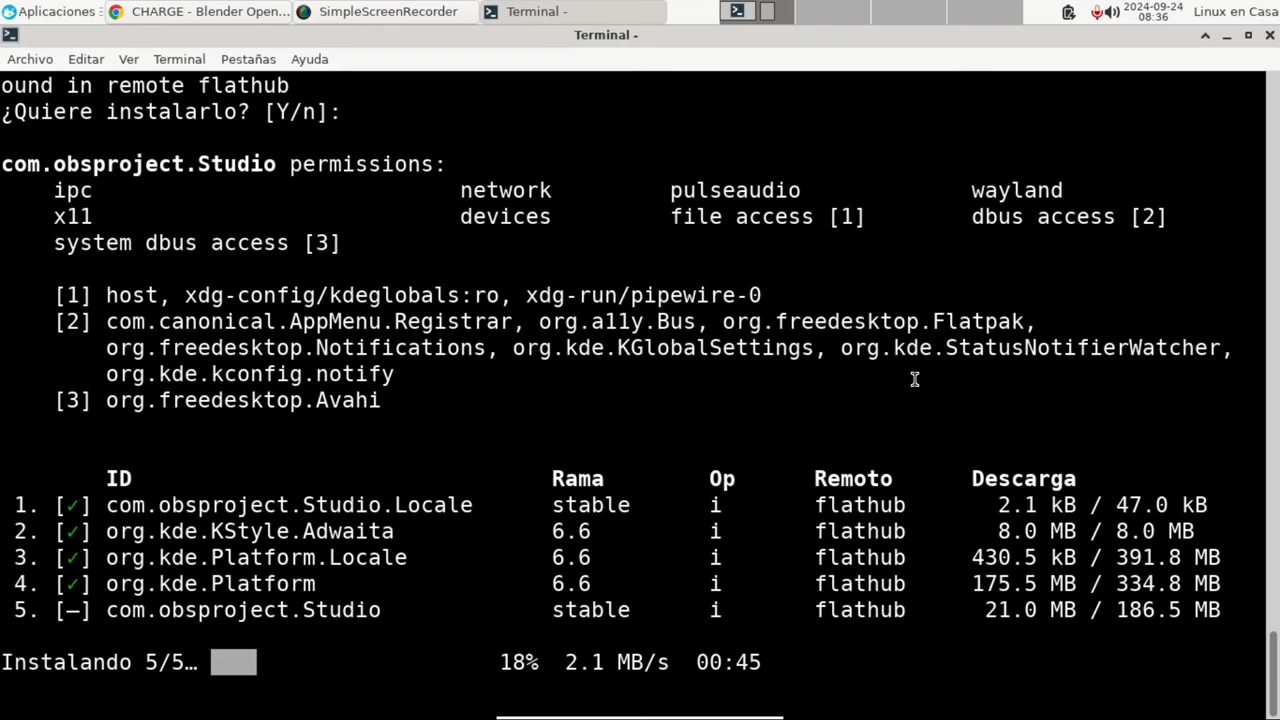 Aplicaciones
CHARGE - Blender Open...
SimpleScreenRecorder
Terminal -
2024-09-24
08:36
Linux en Casa
Terminal -
Archivo Editar Ver Terminal Pestañas Ayuda
ound in remote flathub
¿Quiere instalarlo? [Y/n]:
com.obsproject.Studio permissions:
ipc network pulseaudio wayland
x11 devices file access [1] dbus access [2]
system dbus access [3]
[1] host, xdg-config/kdeglobals:ro, xdg-run/pipewire-0
[2] com.canonical.AppMenu.Registrar, org.a11y.Bus, org.freedesktop.Flatpak,
org.freedesktop.Notifications, org.kde.KGlobalSettings, org.kde.StatusNotifierWatcher,
org.kde.kconfig.notify
[3] org.freedesktop.Avahi
ID Rama Op Remoto Descarga
1. [✓] com.obsproject.Studio.Locale stable i flathub 2.1 kB / 47.0 kB
2. [✓] org.kde.KStyle.Adwaita 6.6 i flathub 8.0 MB / 8.0 MB
3. [✓] org.kde.Platform.Locale 6.6 i flathub 430.5 kB / 391.8 MB
4. [✓] org.kde.Platform 6.6 i flathub 175.5 MB / 334.8 MB
5. [—] com.obsproject.Studio stable i flathub 21.0 MB / 186.5 MB
Instalando 5/5… 18% 2.1 MB/s 00:45